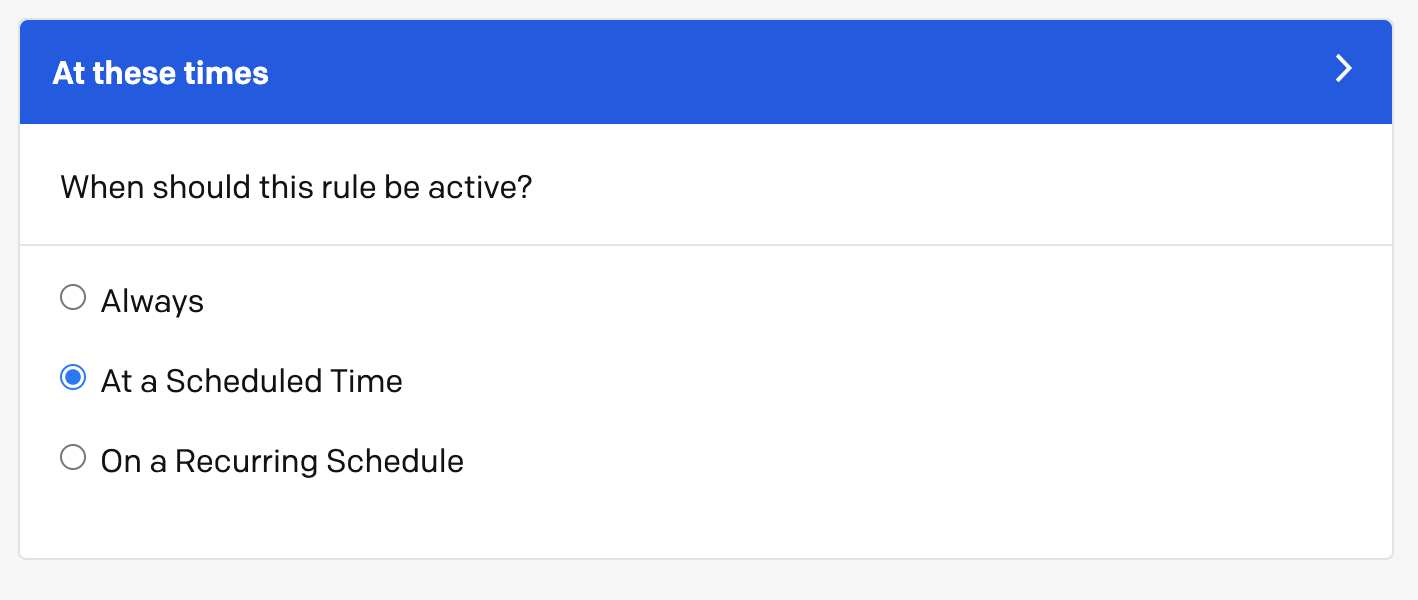 At these times
When should this rule be active?
Always
At a Scheduled Time
On a Recurring Schedule